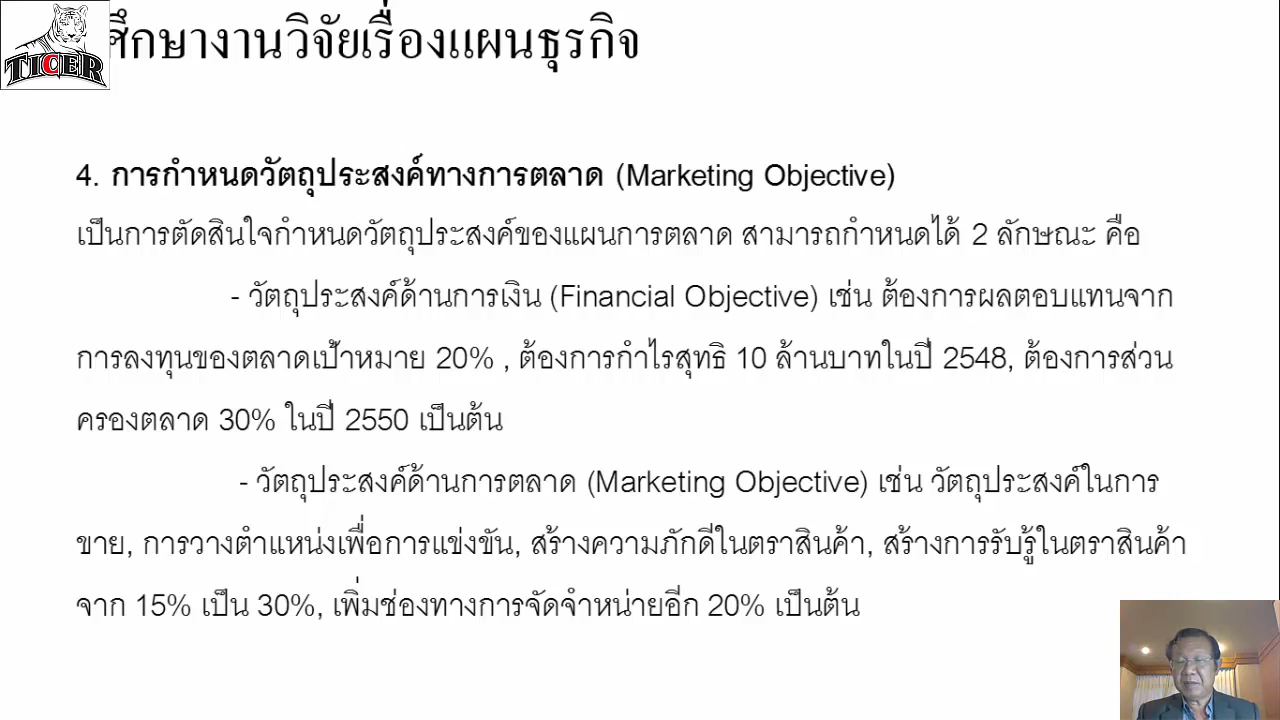 TICER
ศึกษางานวิจัยเรื่องแผนธุรกิจ
4. การกำหนดวัตถุประสงค์ทางการตลาด (Marketing Objective)
เป็นการตัดสินใจกำหนดวัตถุประสงค์ของแผนการตลาด สามารถกำหนดได้ 2 ลักษณะ คือ
- วัตถุประสงค์ด้านการเงิน (Financial Objective) เช่น ต้องการผลตอบแทนจาก
การลงทุนของตลาดเป้าหมาย 20% , ต้องการกำไรสุทธิ 10 ล้านบาทในปี 2548, ต้องการส่วน
ครองตลาด 30% ในปี 2550 เป็นต้น
- วัตถุประสงค์ด้านการตลาด (Marketing Objective) เช่น วัตถุประสงค์ในการ
ขาย, การวางตำแหน่งเพื่อการแข่งขัน, สร้างความภักดีในตราสินค้า, สร้างการรับรู้ในตราสินค้า
จาก 15% เป็น 30%, เพิ่มช่องทางการจัดจำหน่ายอีก 20% เป็นต้น